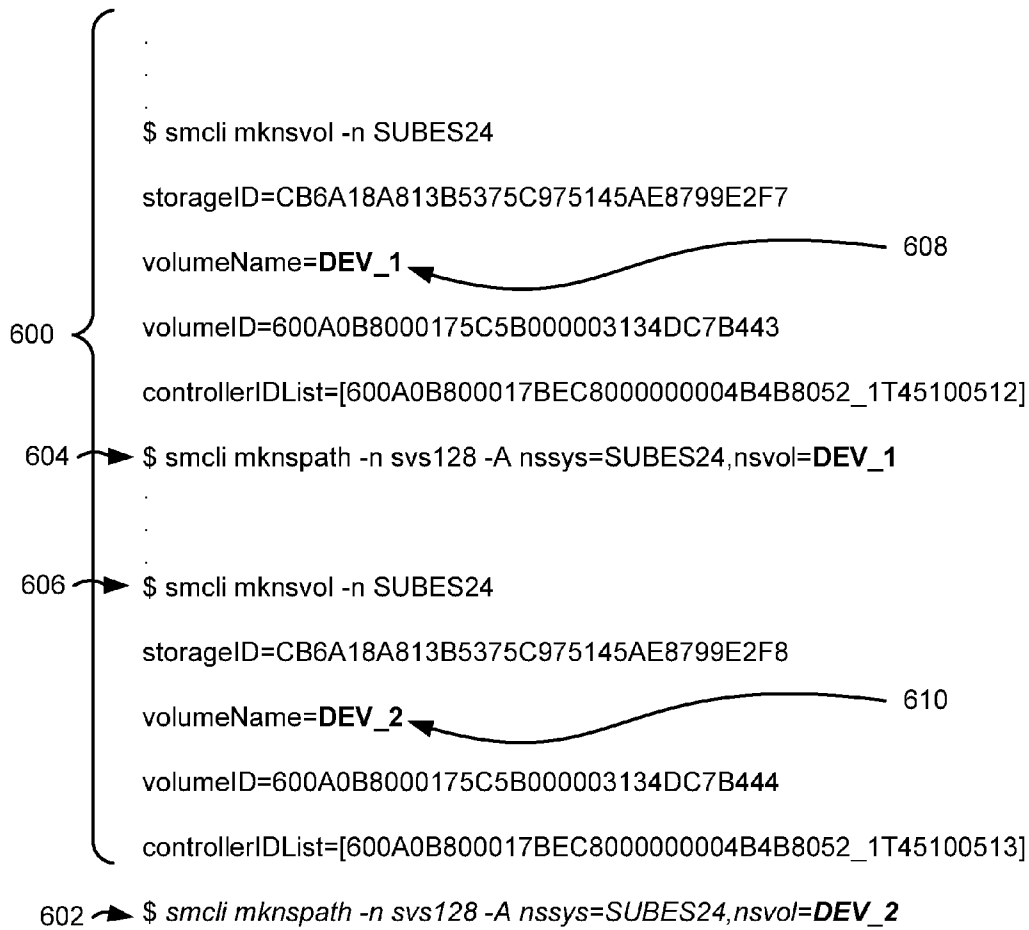 .
.
.
$ smcli mknsvol -n SUBES24
storageID=CB6A18A813B5375C975145AE8799E2F7
volumeName=DEV_1
608
volumeID=600A0B8000175C5B000003134DC7B443
600
controllerIDList=[600A0B800017BEC8000000004B4B8052_1T45100512]
604 $ smcli mknspath -n svs128 -A nssys=SUBES24,nsvol=DEV_1
.
.
.
606 $ smcli mknsvol -n SUBES24
storageID=CB6A18A813B5375C975145AE8799E2F8
volumeName=DEV_2
610
volumeID=600A0B8000175C5B000003134DC7B444
controllerIDList=[600A0B800017BEC8000000004B4B8052_1T45100513]
602 $ smcli mknspath -n svs128 -A nssys=SUBES24,nsvol=DEV_2